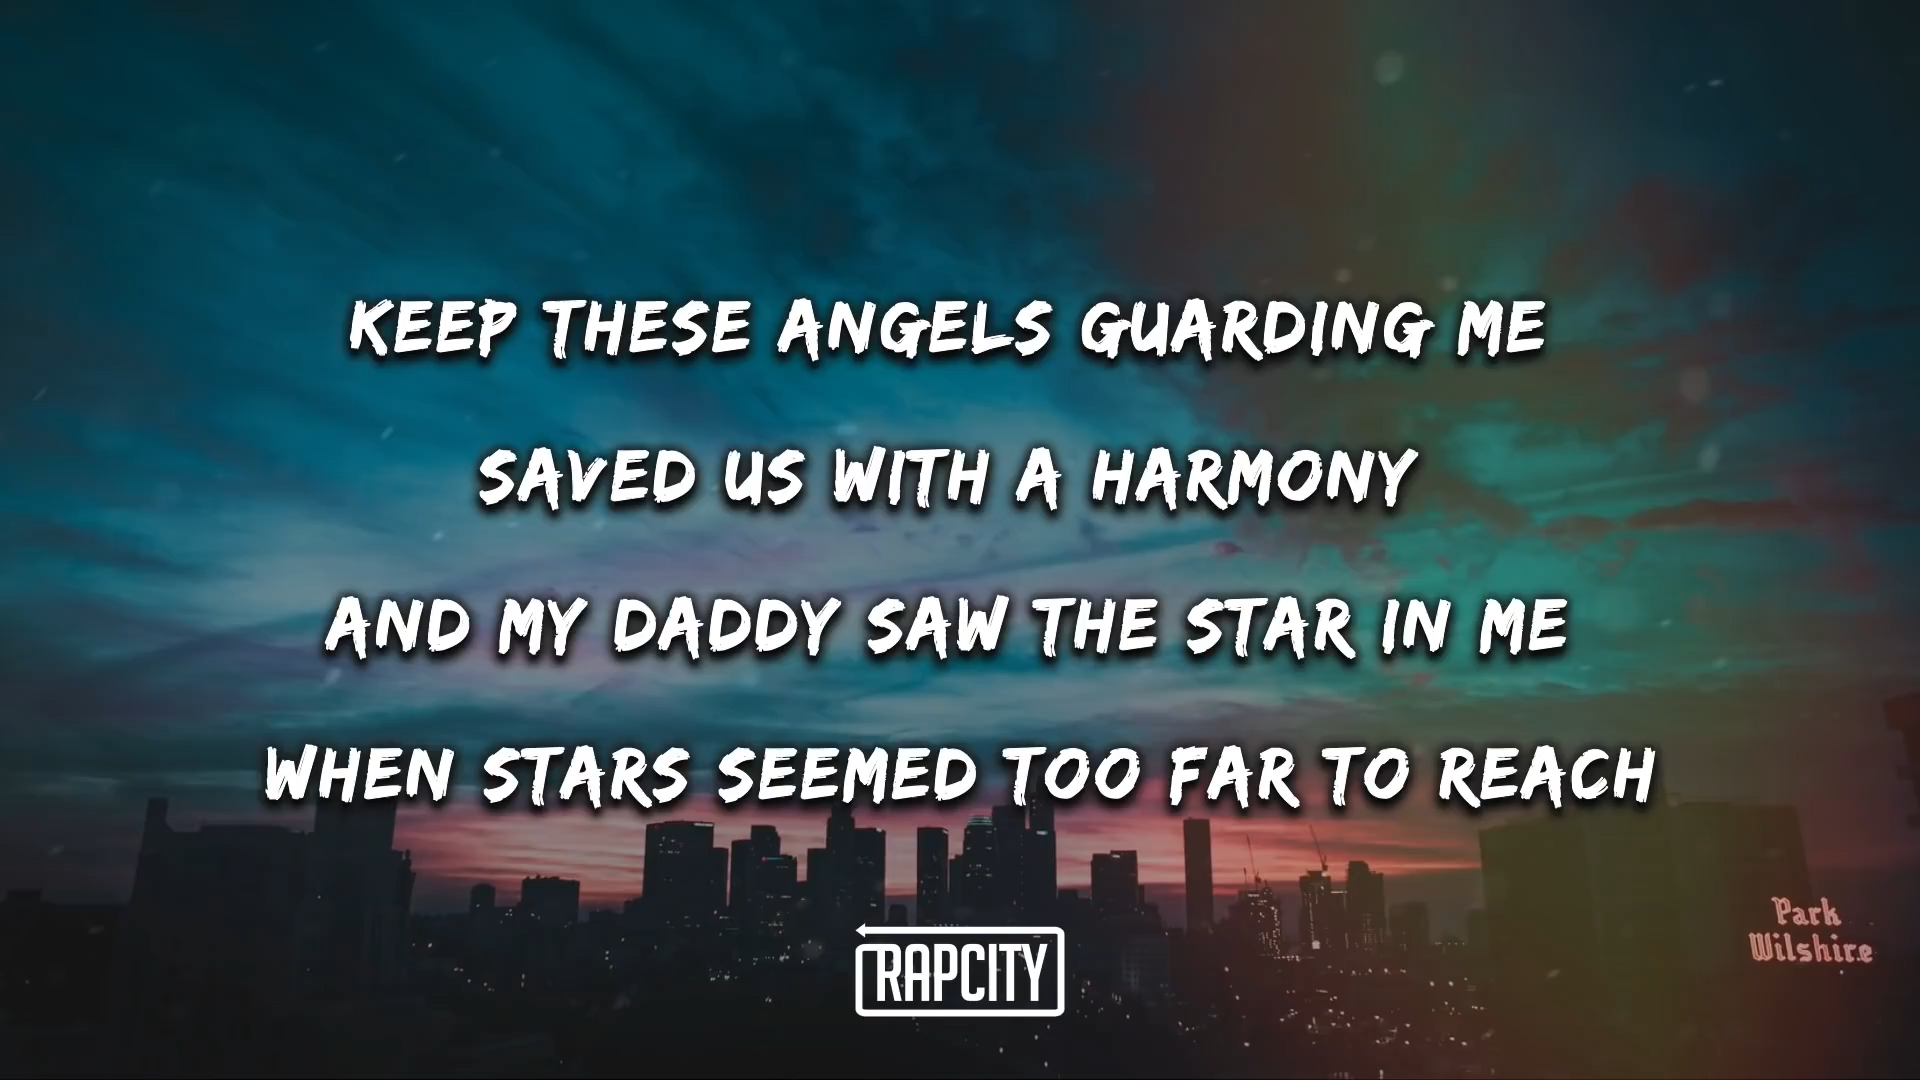 KEEP THESE ANGELS GUARDING ME
SAVED US WITH A HARMONY
AND MY DADDY SAW THE STAR IN ME
WHEN STARS SEEMED TOO FAR TO REACH
Park
Wilshire
RAPCITY